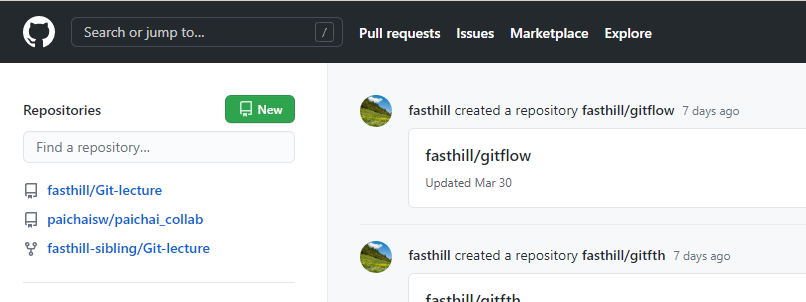 Search or jump to...
/
Pull requests
Issues
Marketplace
Explore
Repositories
New
Find a repository...
fasthill/Git-lecture
paichaisw/paichai_collab
fasthill-sibling/Git-lecture
fasthill created a repository fasthill/gitflow 7 days ago
fasthill/gitflow
Updated Mar 30
fasthill created a repository fasthill/gitfth 7 days ago
fasthill/gitfth